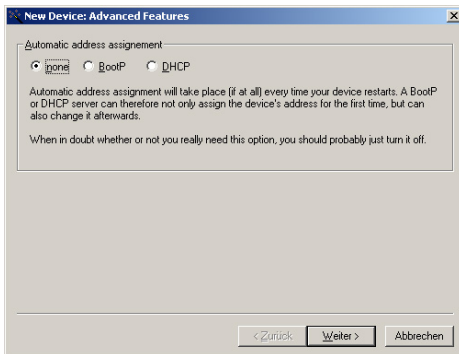 New Device: Advanced Features
Automatic address assignement
none BootP DHCP
Automatic address assignment will take place (if at all) every time your device restarts. A BootP
or DHCP server can therefore not only assign the device's address for the first time, but can
also change it afterwards.
When in doubt whether or not you really need this option, you should probably just turn it off.
< Zurück Weiter > Abbrechen